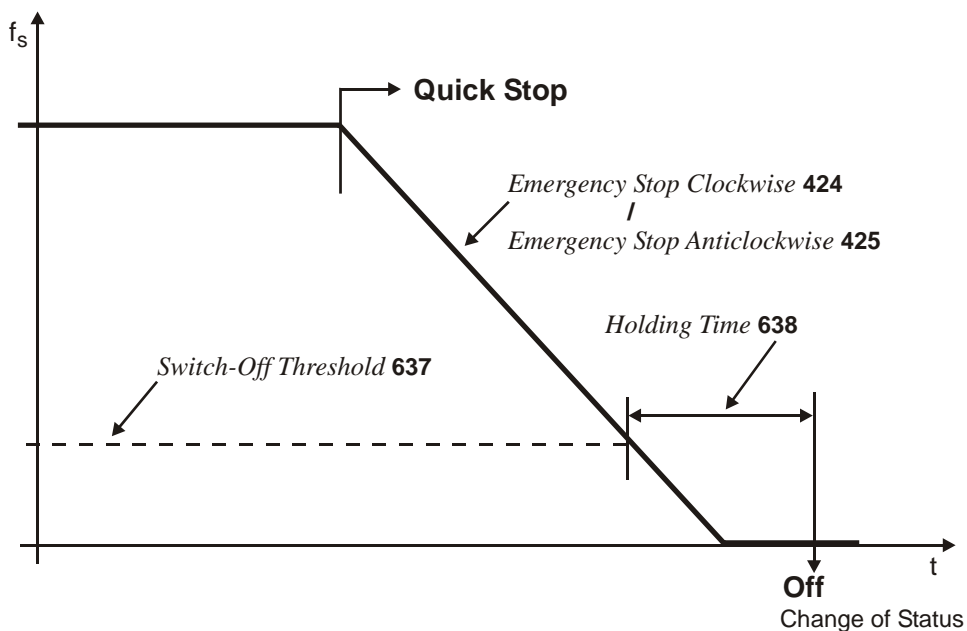 fs
Quick Stop
Emergency Stop Clockwise 424
/
Emergency Stop Anticlockwise 425
Holding Time 638
Switch-Off Threshold 637
t
Off
Change of Status